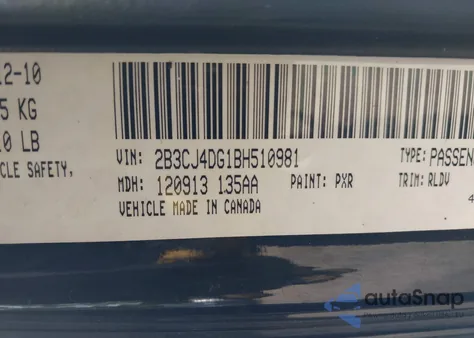 12-10
5 KG
0 LB
CLE SAFETY,
VIN: 2B3CJ4DG1BH510981
TYPE: PASSEN
MDH: 120913 135AA
PAINT: PXR
TRIM: RLDV
VEHICLE MADE IN CANADA
4
autoSnap